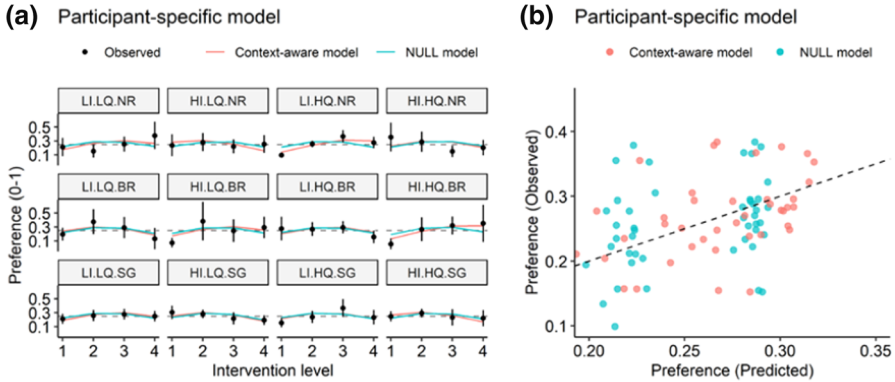 (a) Participant-specific model
Observed Context-aware model NULL model
LI.LQ.NR HI.LQ.NR LI.HQ.NR HI.HQ.NR
0.5
0.3
0.1
LI.LQ.BR HI.LQ.BR LI.HQ.BR HI.HQ.BR
0.5
0.3
0.1
LI.LQ.SG HI.LQ.SG LI.HQ.SG HI.HQ.SG
0.5
0.3
0.1
1 2 3 4 1 2 3 4 1 2 3 4 1 2 3 4
Intervention level
Preference (0-1)
(b) Participant-specific model
Context-aware model NULL model
0.4
0.3
0.2
0.1
0.20 0.25 0.30 0.35
Preference (Predicted)
Preference (Observed)